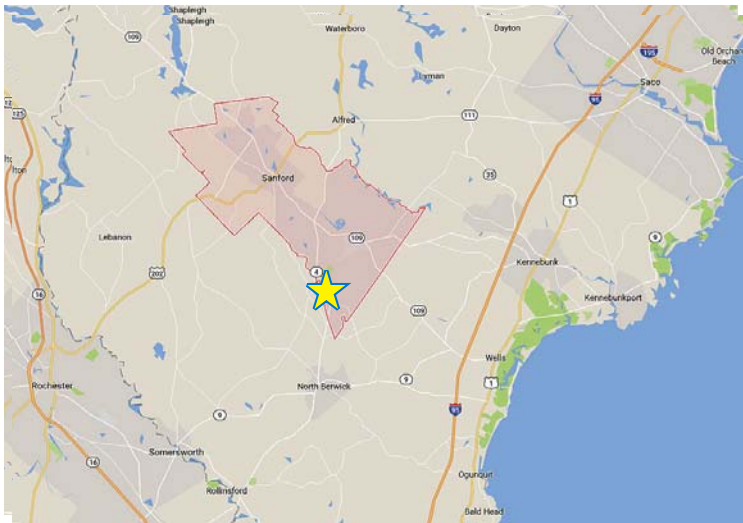 Shapleigh
Shapleigh
109
Waterboro
Dayton
195
Old Orchard
Beach
Lyman
Saco
95
125
Alfred
111
lton
Sanford
35
1
Lebanon
109
9
202
4
Kennebunk
16
Kennebunkport
109
Wells
Rochester
North Berwick
9
1
9
95
Somersworth
16
Ogunquit
Rollinsford
Bald Head